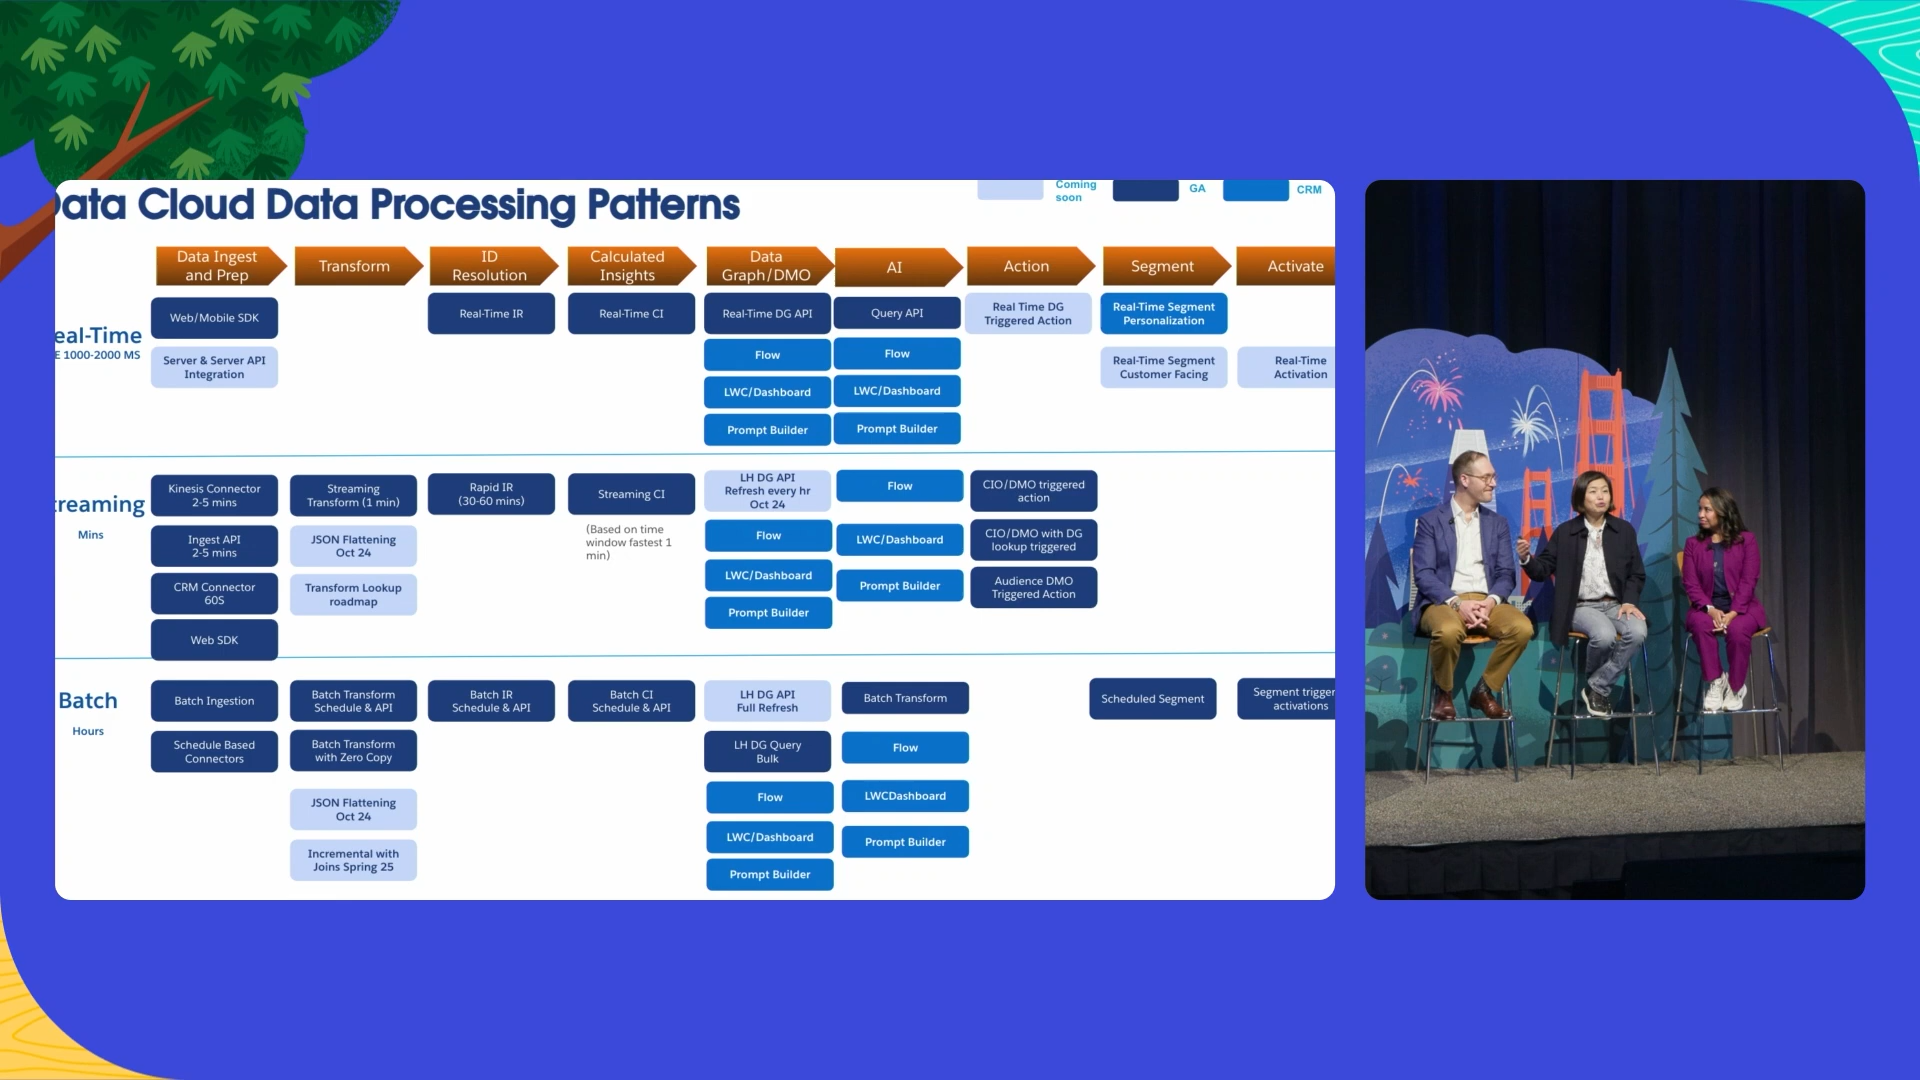 ata Cloud Data Processing Patterns
Coming
soon
GA
CRM
Data Ingest
and Prep
Transform
ID
Resolution
Calculated
Insights
Data
Graph/DMO
AI
Action
Segment
Activate
eal-Time
E 1000-2000 MS
Web/Mobile SDK
Server & Server API
Integration
Real-Time IR
Real-Time CI
Real-Time DG API
Flow
LWC/Dashboard
Prompt Builder
Query API
Flow
LWC/Dashboard
Prompt Builder
Real Time DG
Triggered Action
Real-Time Segment
Personalization
Real-Time Segment
Customer Facing
Real-Time
Activation
treaming
Mins
Kinesis Connector
2-5 mins
Ingest API
2-5 mins
CRM Connector
60S
Web SDK
Streaming
Transform (1 min)
JSON Flattening
Oct 24
Transform Lookup
roadmap
Rapid IR
(30-60 mins)
Streaming CI
(Based on time
window fastest 1
min)
LH DG API
Refresh every hr
Oct 24
Flow
LWC/Dashboard
Prompt Builder
Flow
LWC/Dashboard
Prompt Builder
CIO/DMO triggered
action
CIO/DMO with DG
lookup triggered
Audience DMO
Triggered Action
Batch
Hours
Batch Ingestion
Schedule Based
Connectors
Batch Transform
Schedule & API
Batch Transform
with Zero Copy
JSON Flattening
Oct 24
Incremental with
Joins Spring 25
Batch IR
Schedule & API
Batch CI
Schedule & API
LH DG API
Full Refresh
LH DG Query
Bulk
Flow
LWC/Dashboard
Prompt Builder
Batch Transform
Flow
LWCDashboard
Prompt Builder
Scheduled Segment
Segment trigger
activations